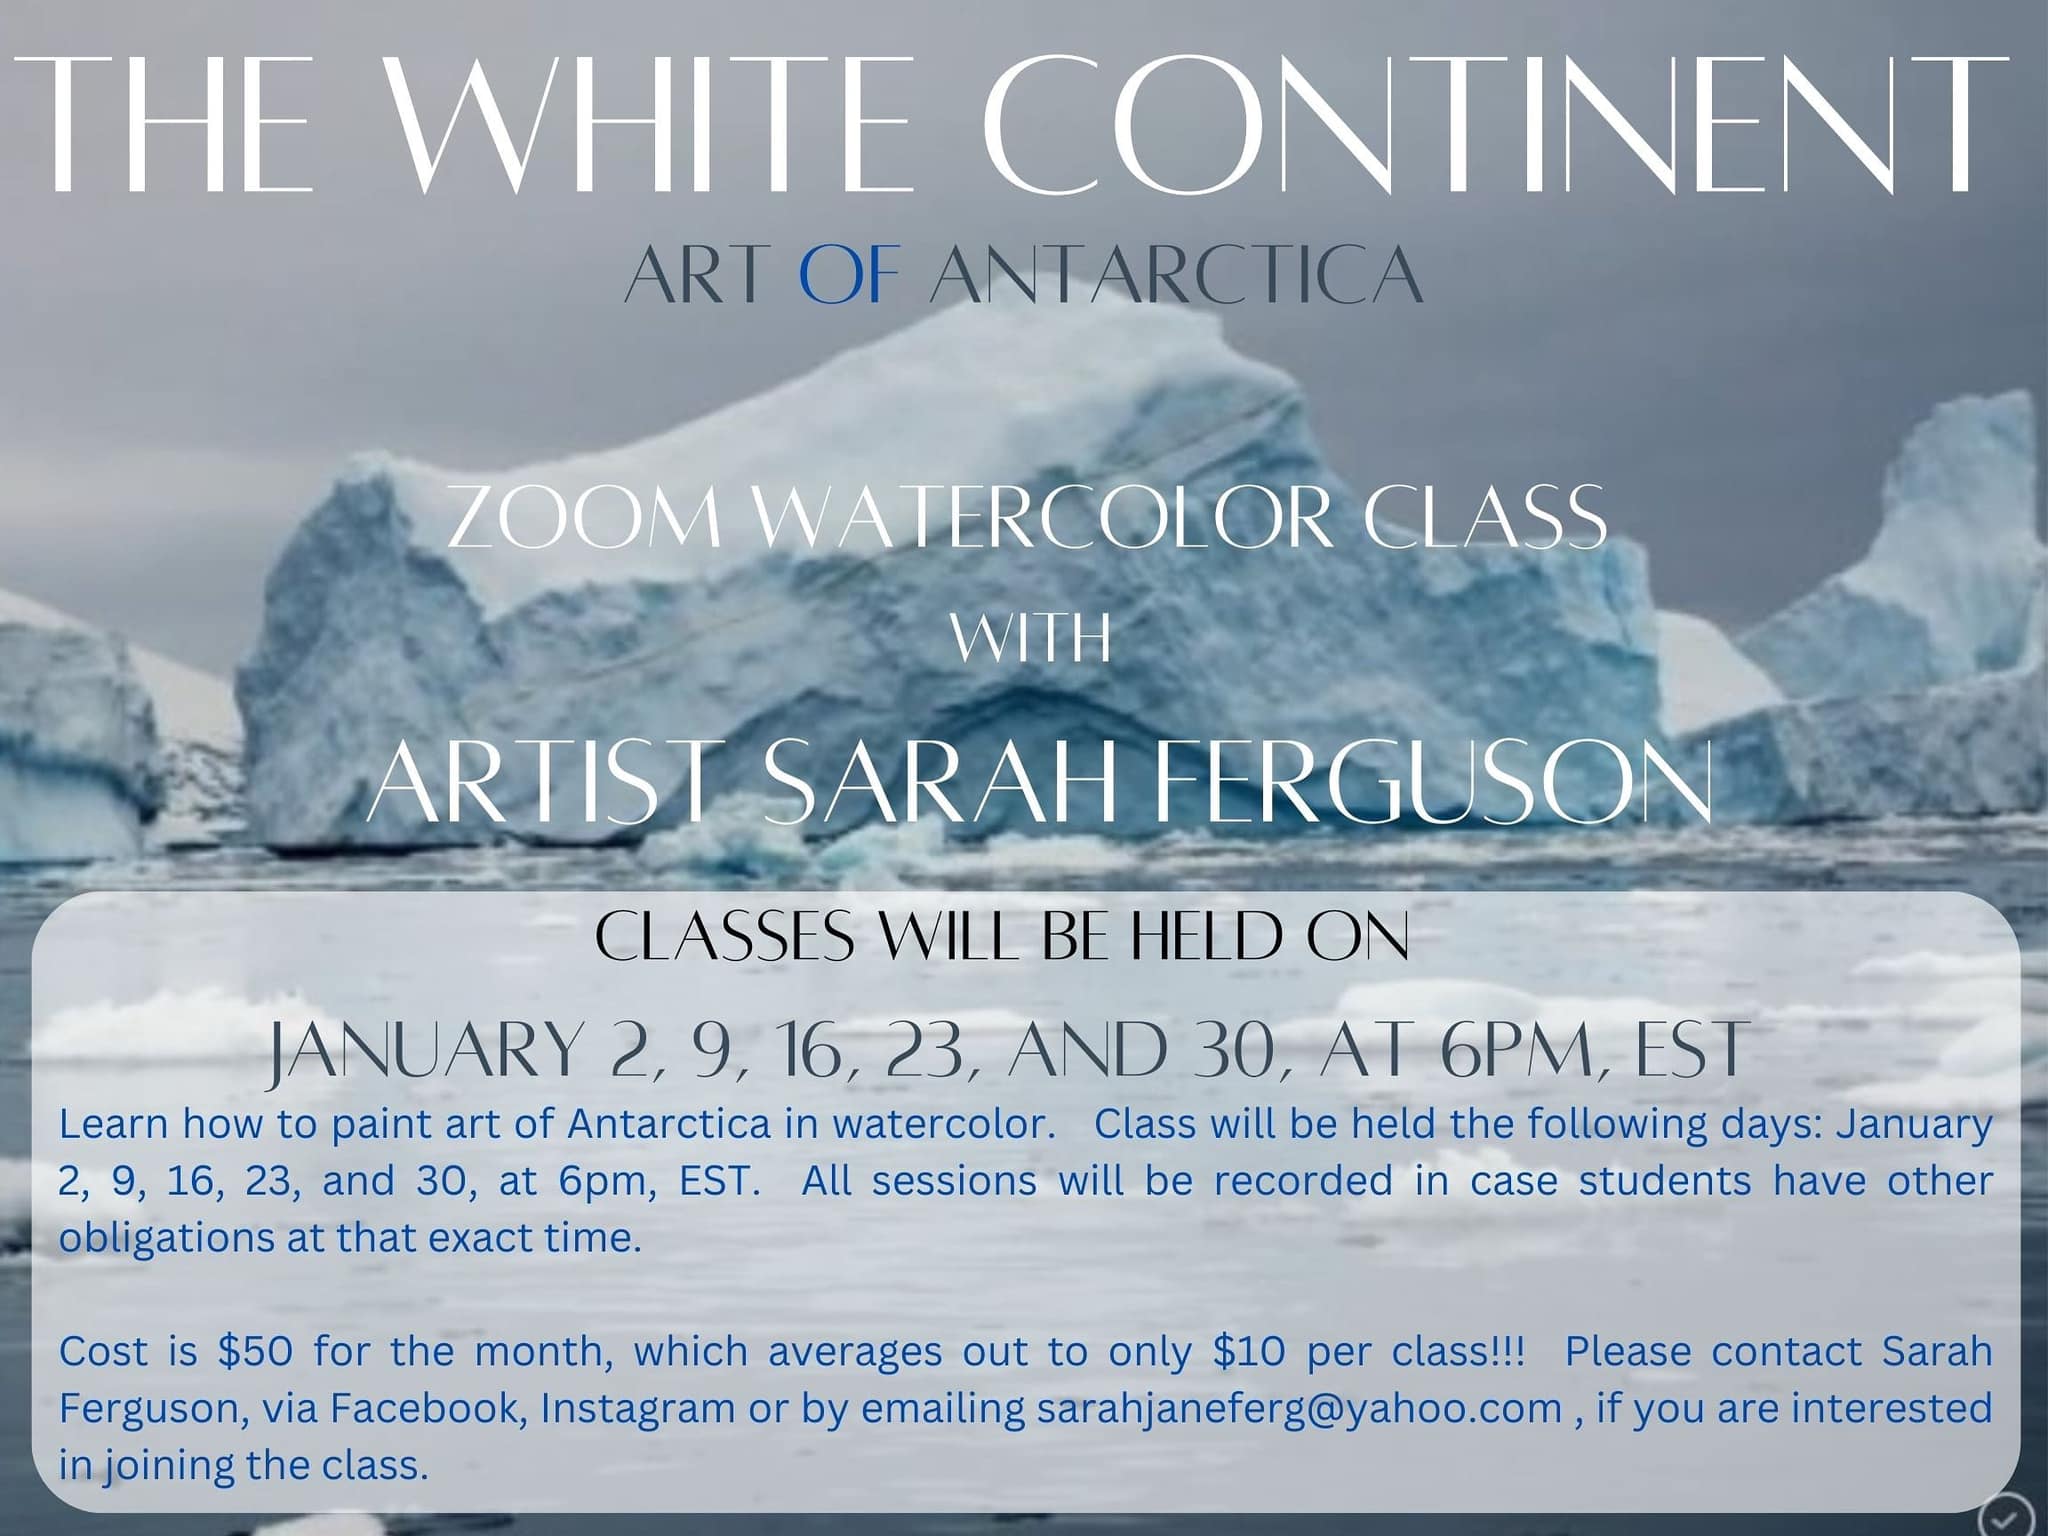 THE WHITE CONTINENT
ART OF ANTARCTICA
ZOOM WATERCOLOR CLASS
WITH
ARTIST SARAH FERGUSON
CLASSES WILL BE HELD ON
JANUARY 2, 9, 16, 23, AND 30, AT 6PM, EST
Learn how to paint art of Antarctica in watercolor. Class will be held the following days: January
2, 9, 16, 23, and 30, at 6pm, EST. All sessions will be recorded in case students have other
obligations at that exact time.
Cost is $50 for the month, which averages out to only $10 per class!!! Please contact Sarah
Ferguson, via Facebook, Instagram or by emailing sarahjaneferg@yahoo.com , if you are interested
in joining the class.